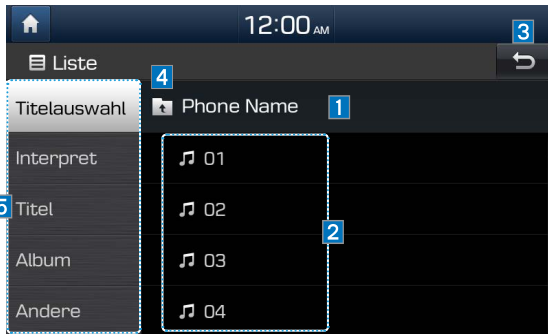 12:00 AM
3
Liste
4
Titelauswahl
Phone Name
1
Interpret
01
5
Titel
02
2
Album
03
Andere
04